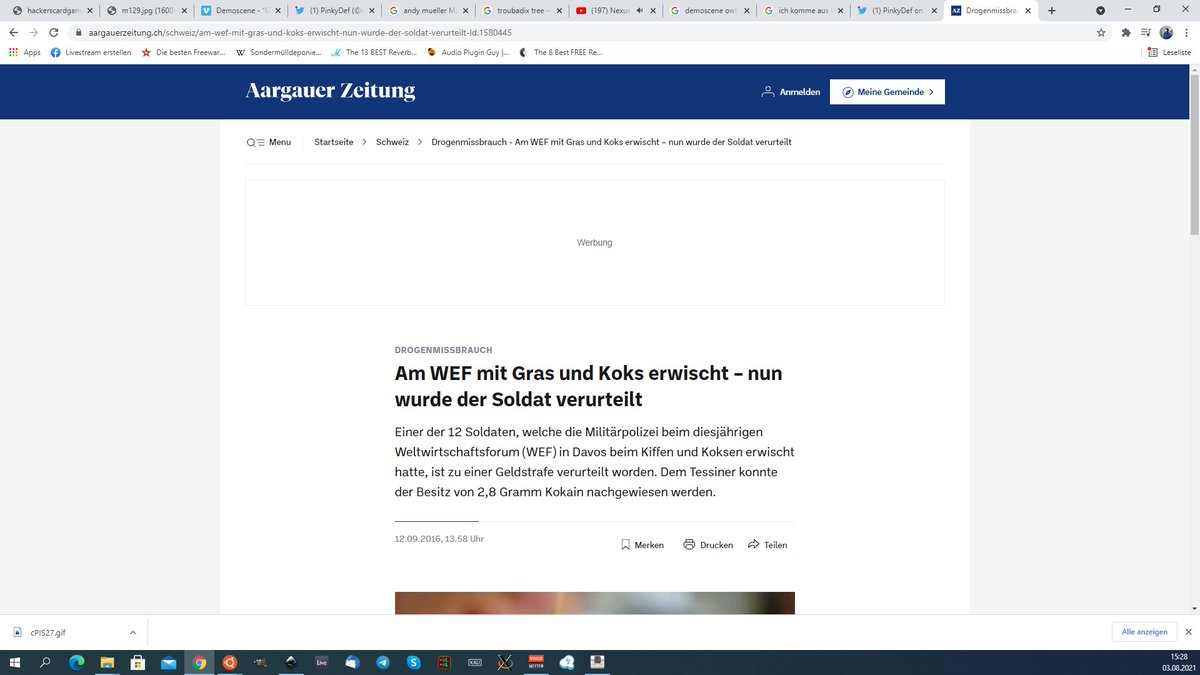 hackerscardgam
m129.jpg (1600
Demoscene - "G
(1) PinkyDef (@
andy mueller M
troubadix tree –
(197) Nexus
demoscene owl
ich komme aus
(1) PinkyDef on
Drogenmissbra
aargauerzeitung.ch/schweiz/am-wef-mit-gras-und-koks-erwischt-nun-wurde-der-soldat-verurteilt-ld.1580445
Apps
Livestream erstellen
Die besten Freewar...
Sondermülldeponie...
The 13 BEST Reverb...
Audio Plugin Guy |...
The 8 Best FREE Re...
Leseliste
Aargauer Zeitung
Anmelden
Meine Gemeinde
Menu
Startseite
Schweiz
Drogenmissbrauch - Am WEF mit Gras und Koks erwischt – nun wurde der Soldat verurteilt
Werbung
DROGENMISSBRAUCH
Am WEF mit Gras und Koks erwischt – nun
wurde der Soldat verurteilt
Einer der 12 Soldaten, welche die Militärpolizei beim diesjährigen
Weltwirtschaftsforum (WEF) in Davos beim Kiffen und Koksen erwischt
hatte, ist zu einer Geldstrafe verurteilt worden. Dem Tessiner konnte
der Besitz von 2,8 Gramm Kokain nachgewiesen werden.
12.09.2016, 13.58 Uhr
Merken
Drucken
Teilen
cPIS27.gif
Alle anzeigen
Live
KALI
15:28
03.08.2021